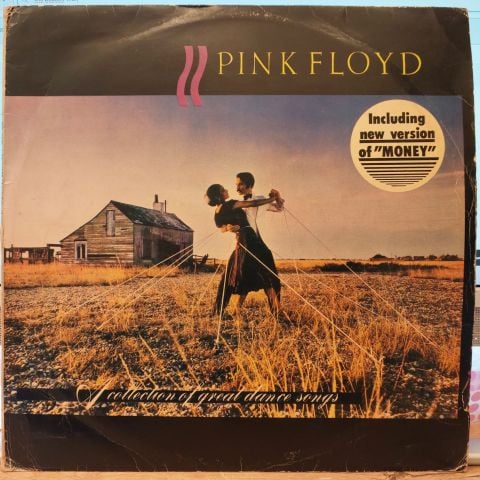 PINK FLOYD
Including
new version
of "MONEY"
A collection of great dance songs